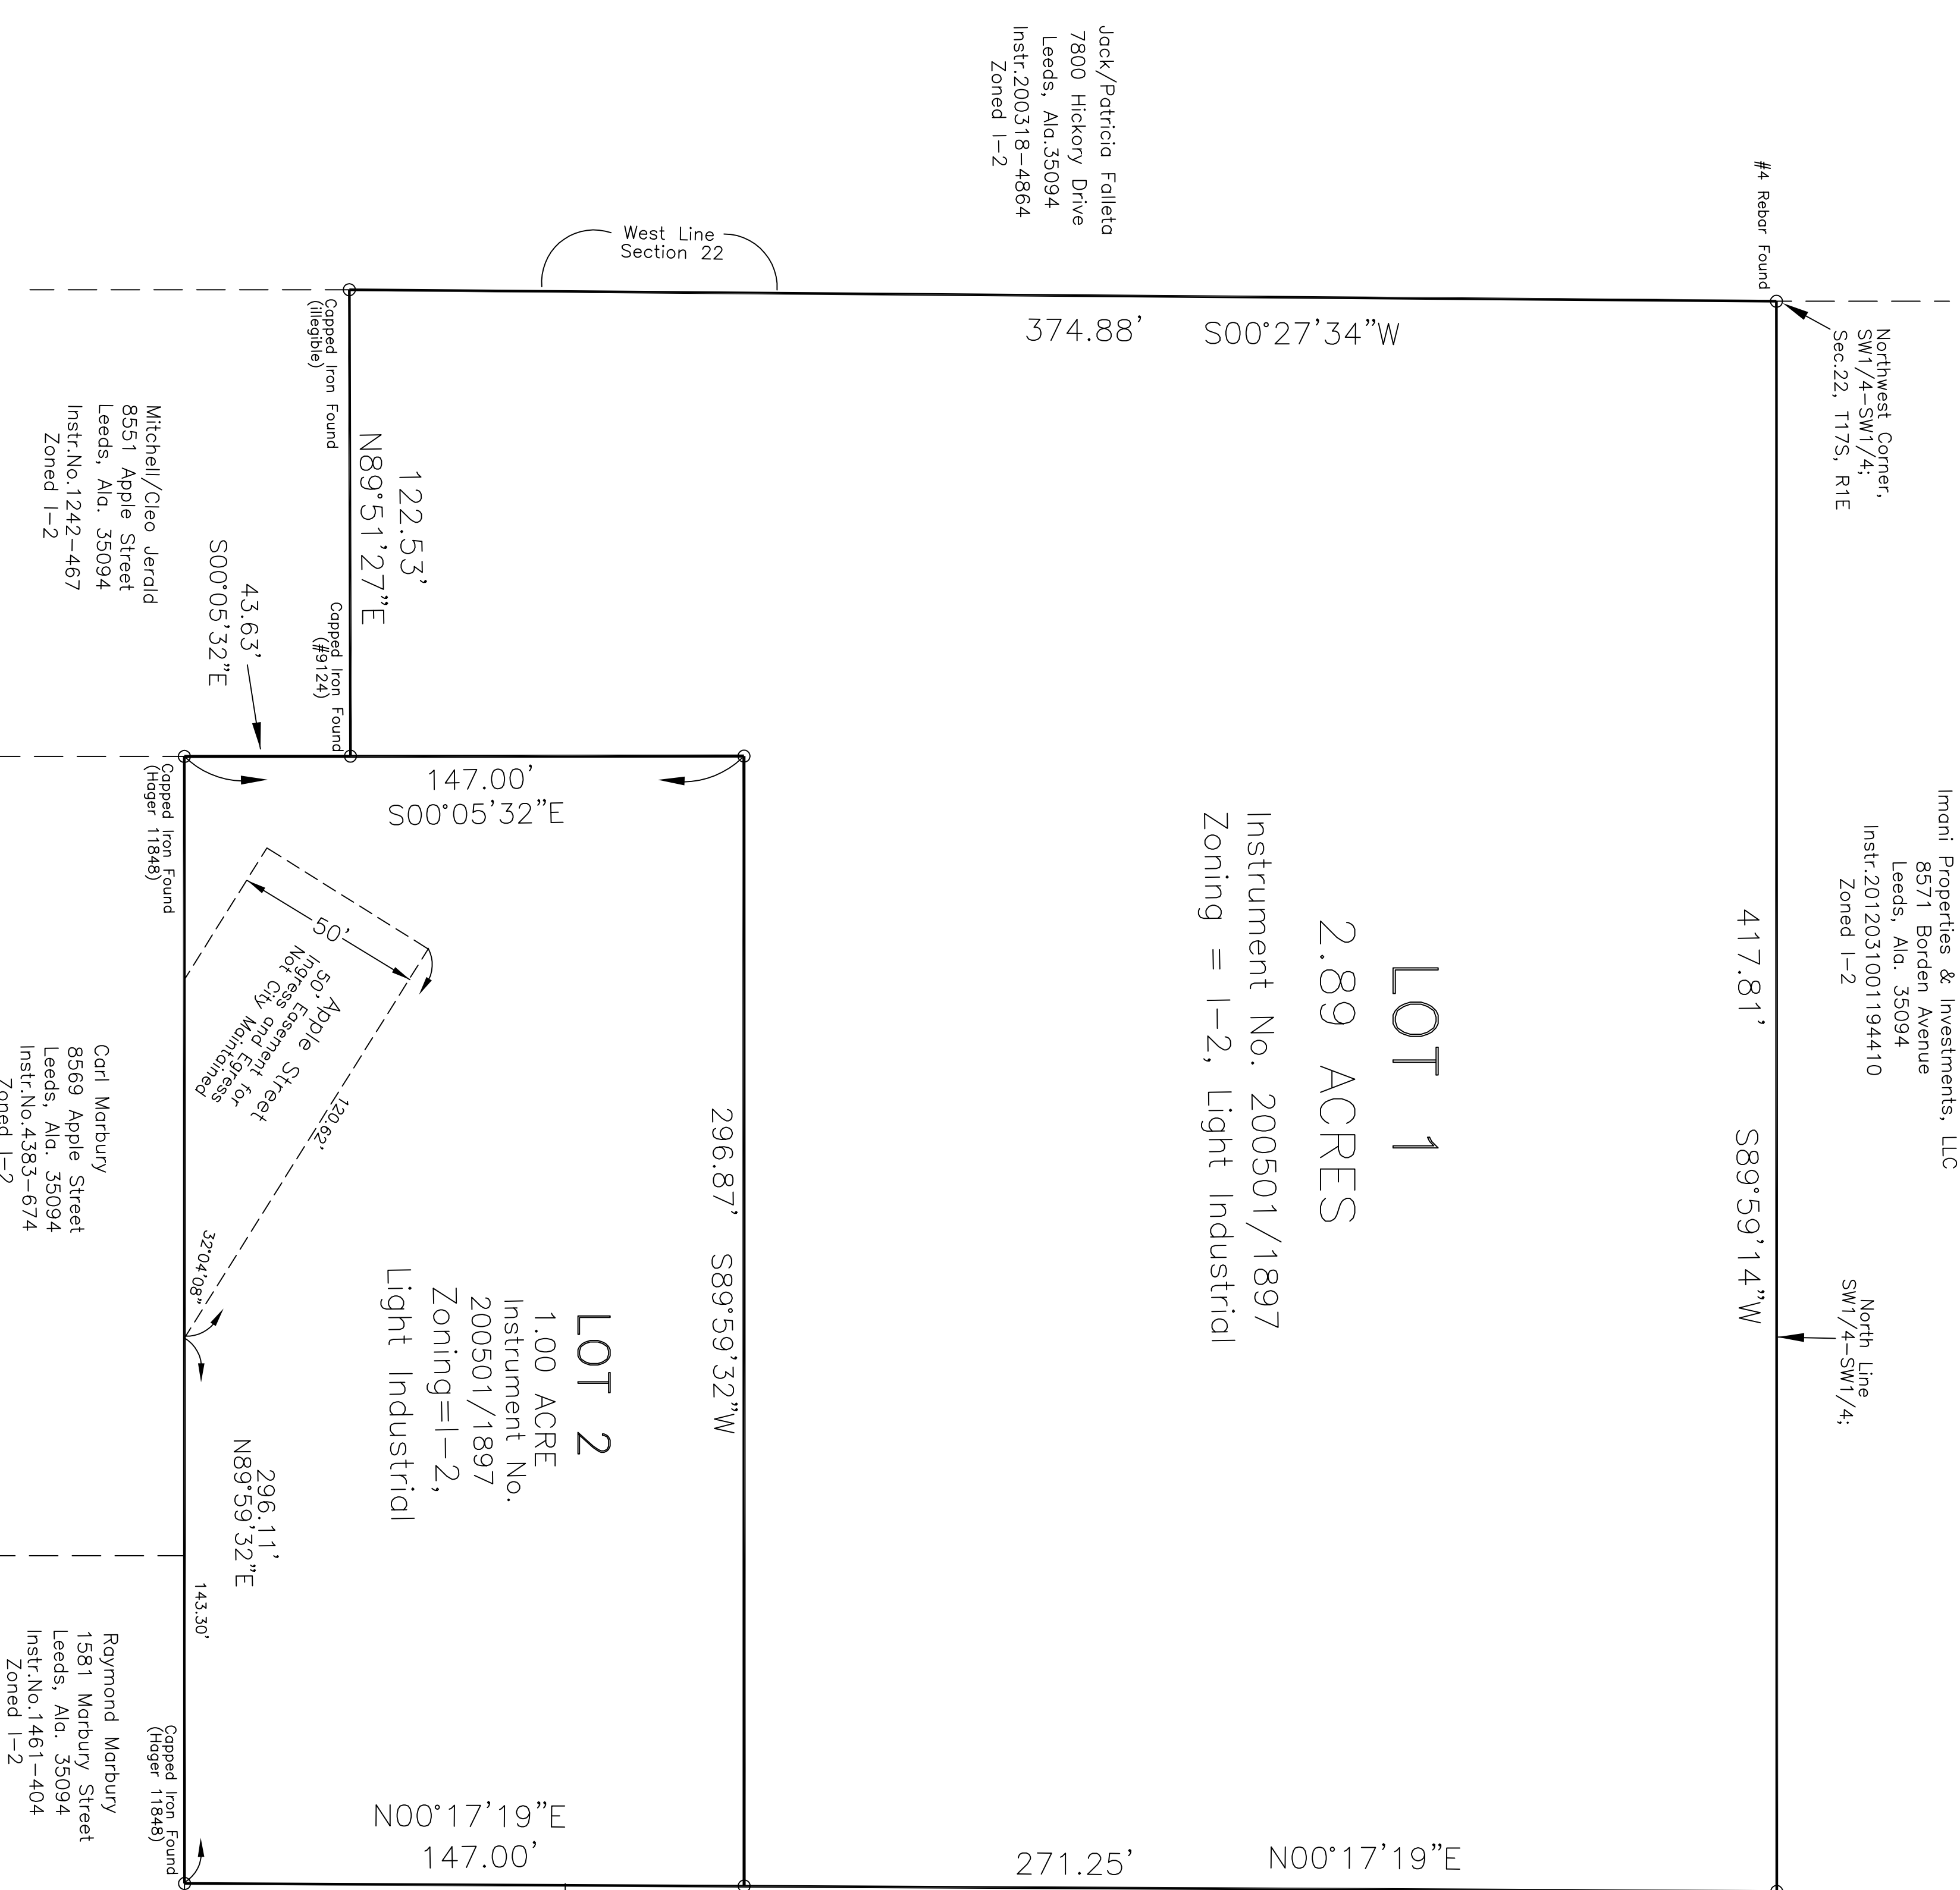 Jack/Patricia Falleta
7800 Hickory Drive
Leeds, Ala.35094
Instr.200318-4864
Zoned I-2
#4 Rebar Found
Northwest Corner,
SW1/4-SW1/4;
Sec.22, T17S, R1E
West Line
Section 22
374.88'
S00°27'34"W
Imani Properties & Investments, LLC
8571 Borden Avenue
Leeds, Ala. 35094
Instr.2012031001194410
Zoned I-2
417.81'
S89°59'14"W
North Line
SW1/4-SW1/4;
LOT 1
2.89 ACRES
Instrument No. 200501/1897
Zoning = I-2, Light Industrial
Capped Iron Found
(illegible)
122.53'
N89°51'27"E
Capped Iron Found
(#9124)
Mitchell/Cleo Jerald
8551 Apple Street
Leeds, Ala. 35094
Instr.No.1242-467
Zoned I-2
43.63'
S00°05'32"E
147.00'
S00°05'32"E
Capped Iron Found
(Hager 11848)
296.87'
S89°59'32"W
LOT 2
1.00 ACRE
Instrument No.
200501/1897
Zoning=I-2,
Light Industrial
50'
Apple Street
50' Easement for
Ingress and Egress
Not City Maintained
120.62'
32°04'08"
296.11'
N89°59'32"E
143.30'
Carl Marbury
8569 Apple Street
Leeds, Ala. 35094
Instr.No.4383-674
Zoned I-2
Raymond Marbury
1581 Marbury Street
Leeds, Ala. 35094
Instr.No.1461-404
Zoned I-2
Capped Iron Found
(Hager 11848)
N00°17'19"E
147.00'
271.25'
N00°17'19"E